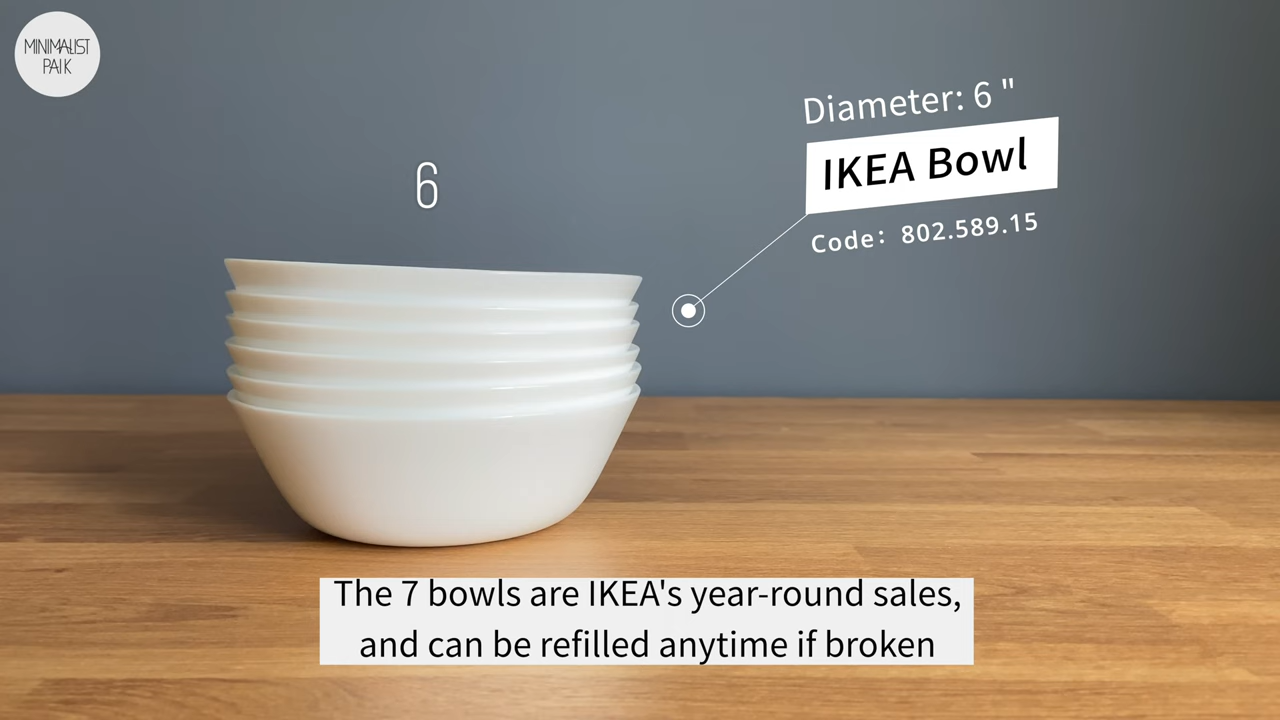 MINIMALIST
PAIK
Diameter: 6 "
IKEA Bowl
Code: 802.589.15
6
The 7 bowls are IKEA's year-round sales,
and can be refilled anytime if broken